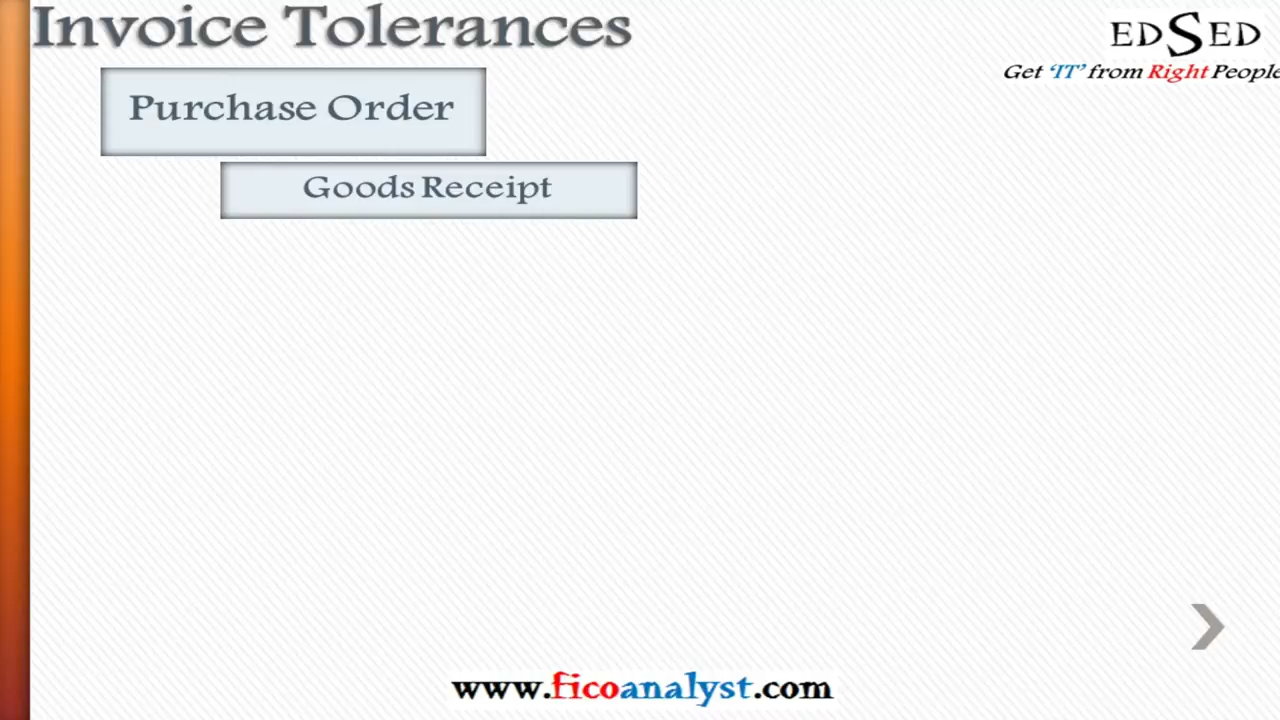 Invoice Tolerances
EDSED
Get 'IT' from Right People
Purchase Order
Goods Receipt
www.ficoanalyst.com